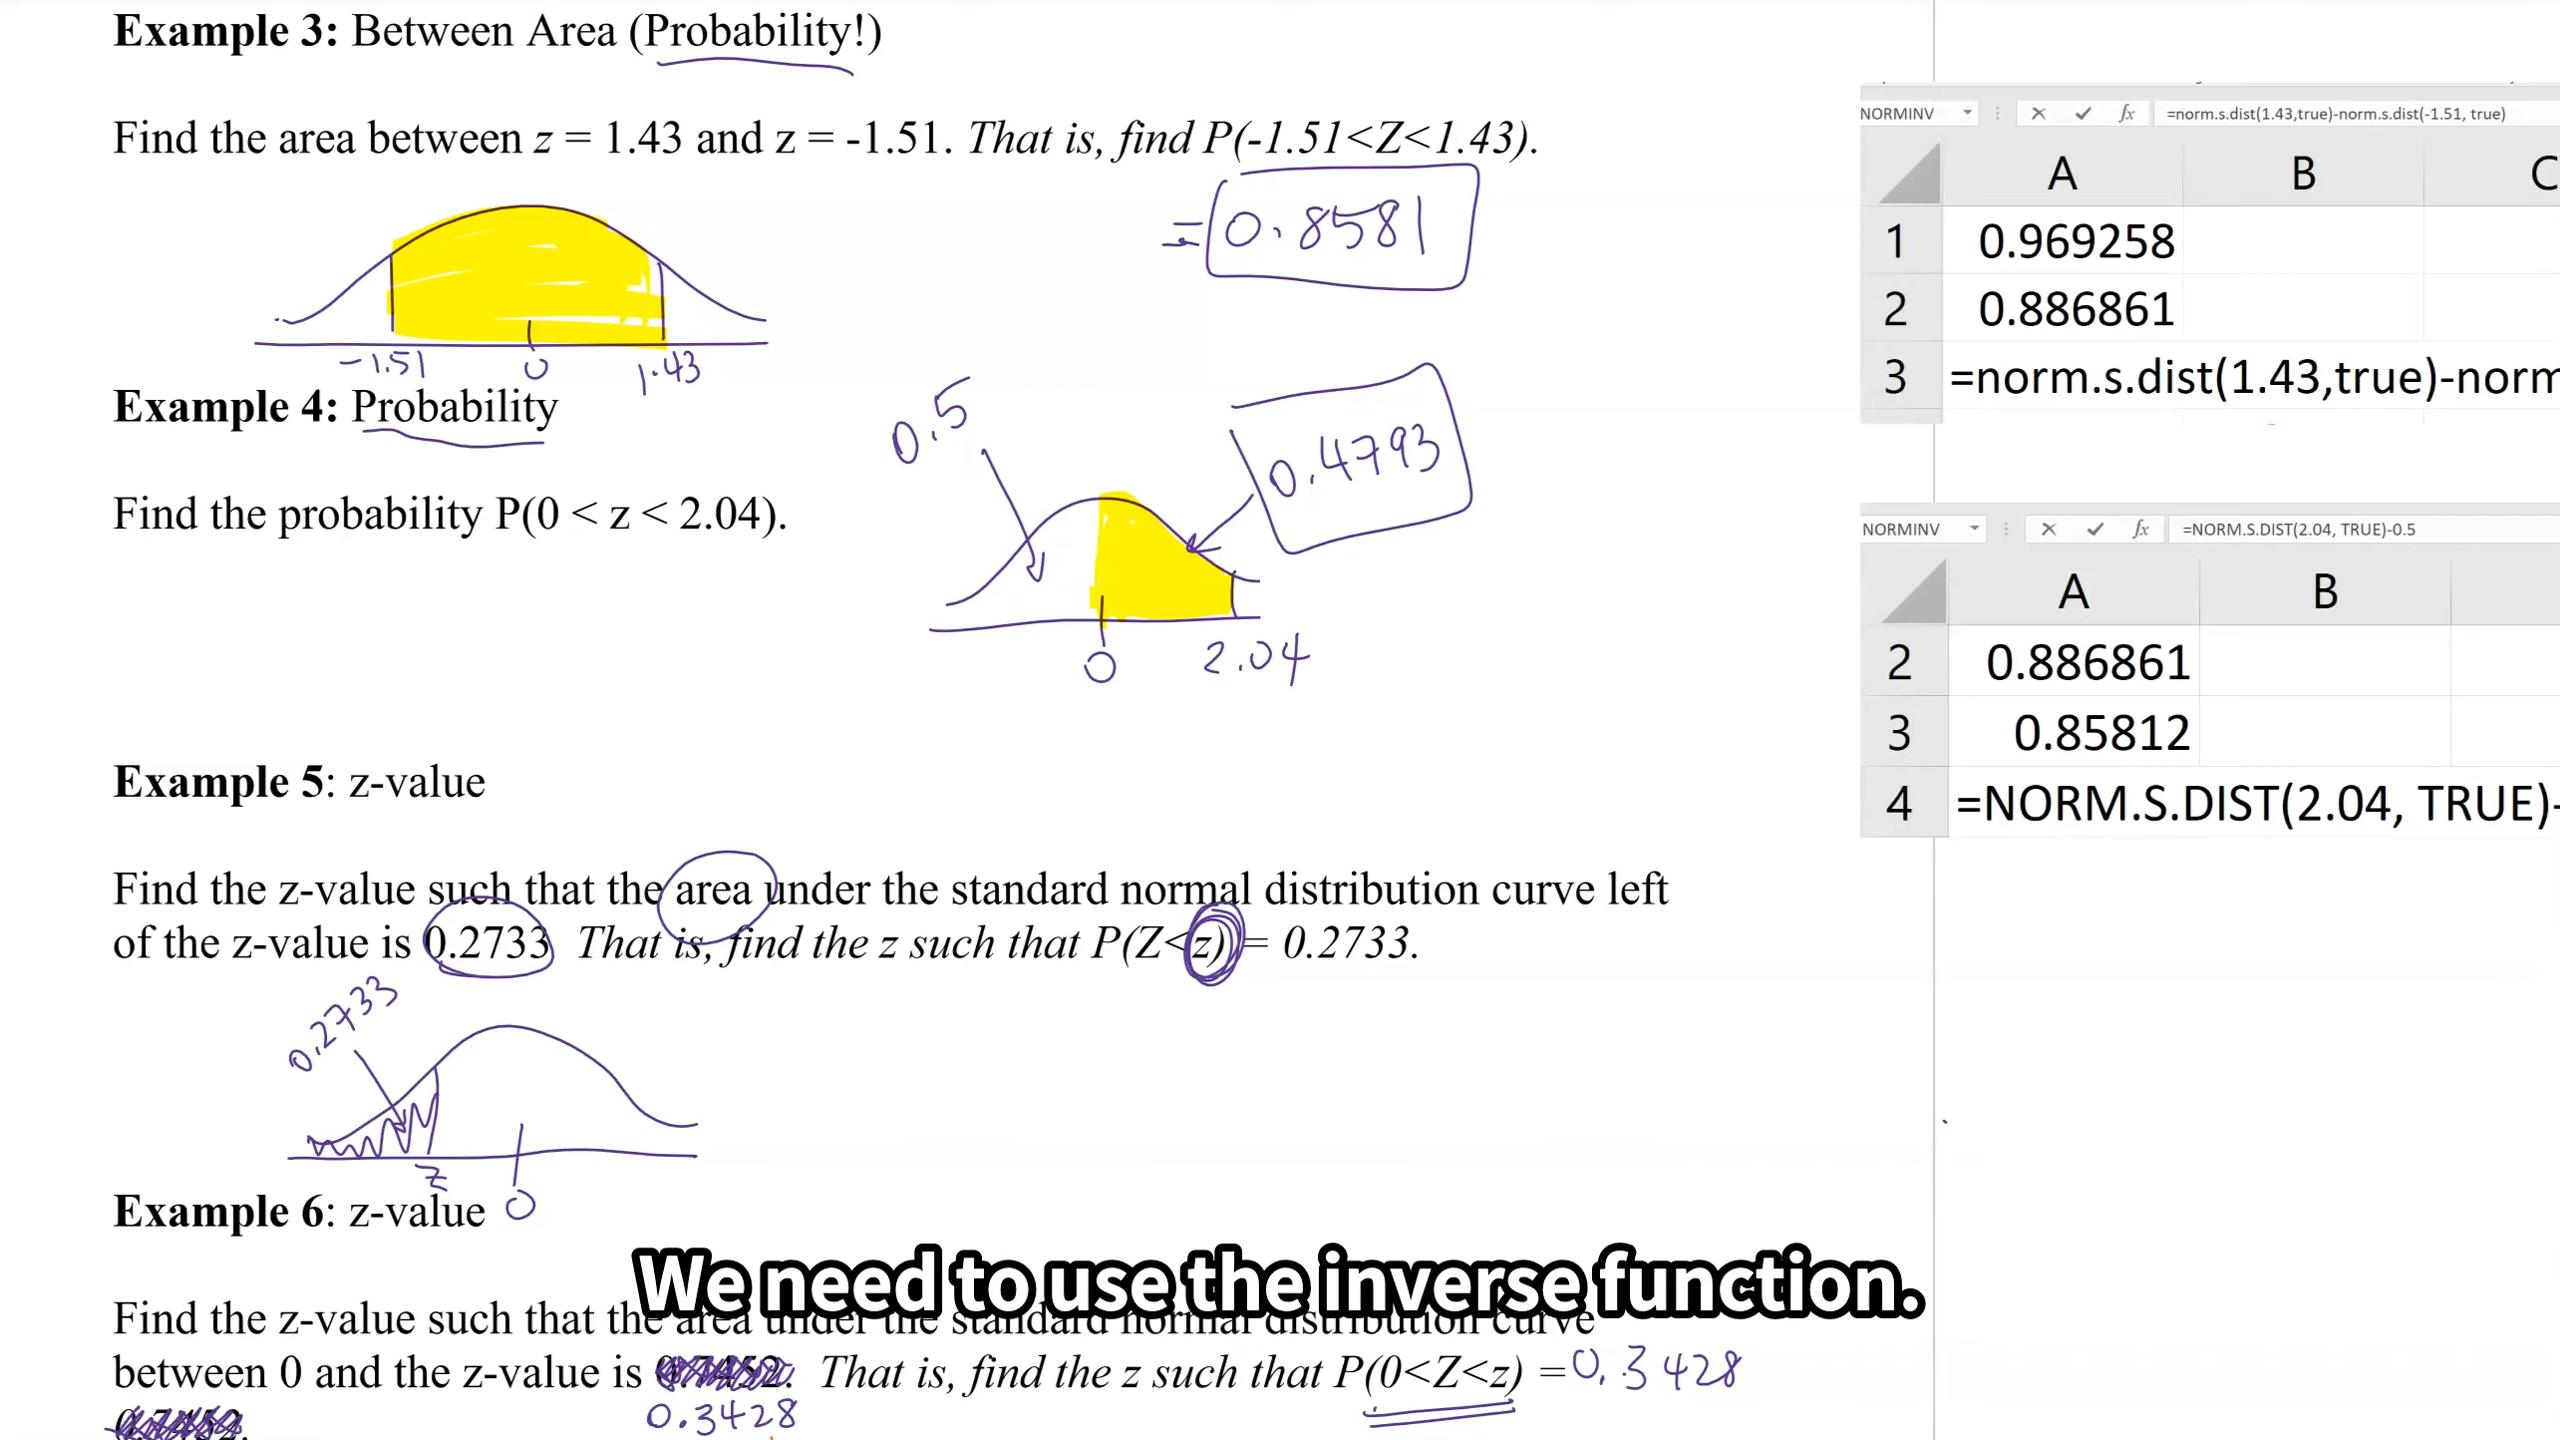 Example 3: Between Area (Probability!)
Find the area between z = 1.43 and z = -1.51. That is, find P(-1.51<Z<1.43).
= 0.8581
-1.51 0 1.43
Example 4: Probability
Find the probability P(0 < z < 2.04).
0.5
0.4793
0 2.04
Example 5: z-value
Find the z-value such that the area under the standard normal distribution curve left
of the z-value is 0.2733 That is, find the z such that P(Z<z) = 0.2733.
0.2733
z 0
Example 6: z-value
We need to use the inverse function.
Find the z-value such that the area under the standard normal distribution curve
between 0 and the z-value is That is, find the z such that P(0<Z<z) = 0.3428
0.3428
NORMINV fx =norm.s.dist(1.43,true)-norm.s.dist(-1.51, true)
A B C
1 0.969258
2 0.886861
3 =norm.s.dist(1.43,true)-norm
NORMINV fx =NORM.S.DIST(2.04, TRUE)-0.5
A B
2 0.886861
3 0.85812
4 =NORM.S.DIST(2.04, TRUE)-